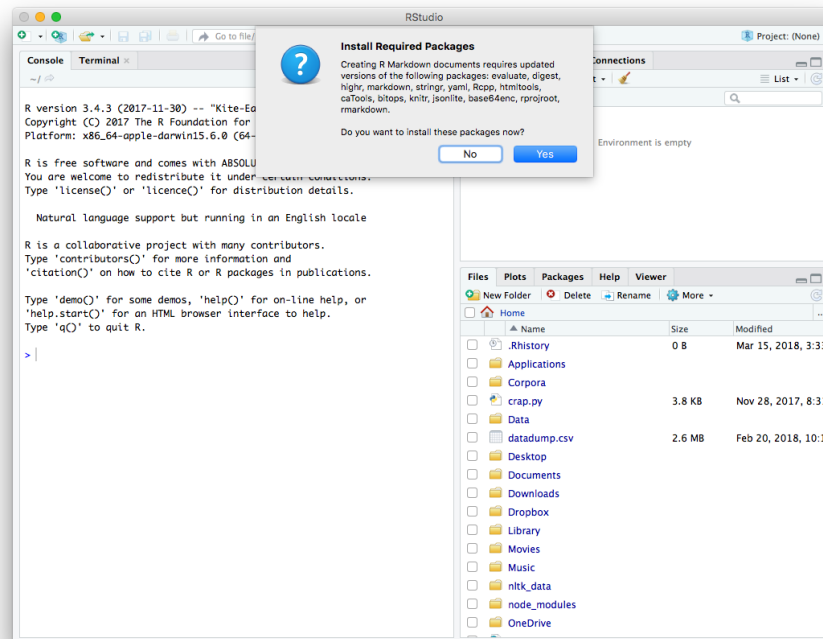 RStudio
Go to file/
Project: (None)
Install Required Packages
Creating R Markdown documents requires updated
versions of the following packages: evaluate, digest,
highr, markdown, stringr, yaml, Rcpp, htmltools,
caTools, bitops, knitr, jsonlite, base64enc, rprojroot,
rmarkdown.
Do you want to install these packages now?
No
Yes
Console
Terminal
~/
R version 3.4.3 (2017-11-30) -- "Kite-Ea
Copyright (C) 2017 The R Foundation for
Platform: x86_64-apple-darwin15.6.0 (64-
R is free software and comes with ABSOLU
You are welcome to redistribute it under certain conditions.
Type 'license()' or 'licence()' for distribution details.
Natural language support but running in an English locale
R is a collaborative project with many contributors.
Type 'contributors()' for more information and
'citation()' on how to cite R or R packages in publications.
Type 'demo()' for some demos, 'help()' for on-line help, or
'help.start()' for an HTML browser interface to help.
Type 'q()' to quit R.
>
Connections
List
Environment is empty
Files
Plots
Packages
Help
Viewer
New Folder
Delete
Rename
More
Home
Name
Size
Modified
.Rhistory
0 B
Mar 15, 2018, 3:3
Applications
Corpora
crap.py
3.8 KB
Nov 28, 2017, 8:3
Data
datadump.csv
2.6 MB
Feb 20, 2018, 10:1
Desktop
Documents
Downloads
Dropbox
Library
Movies
Music
nltk_data
node_modules
OneDrive